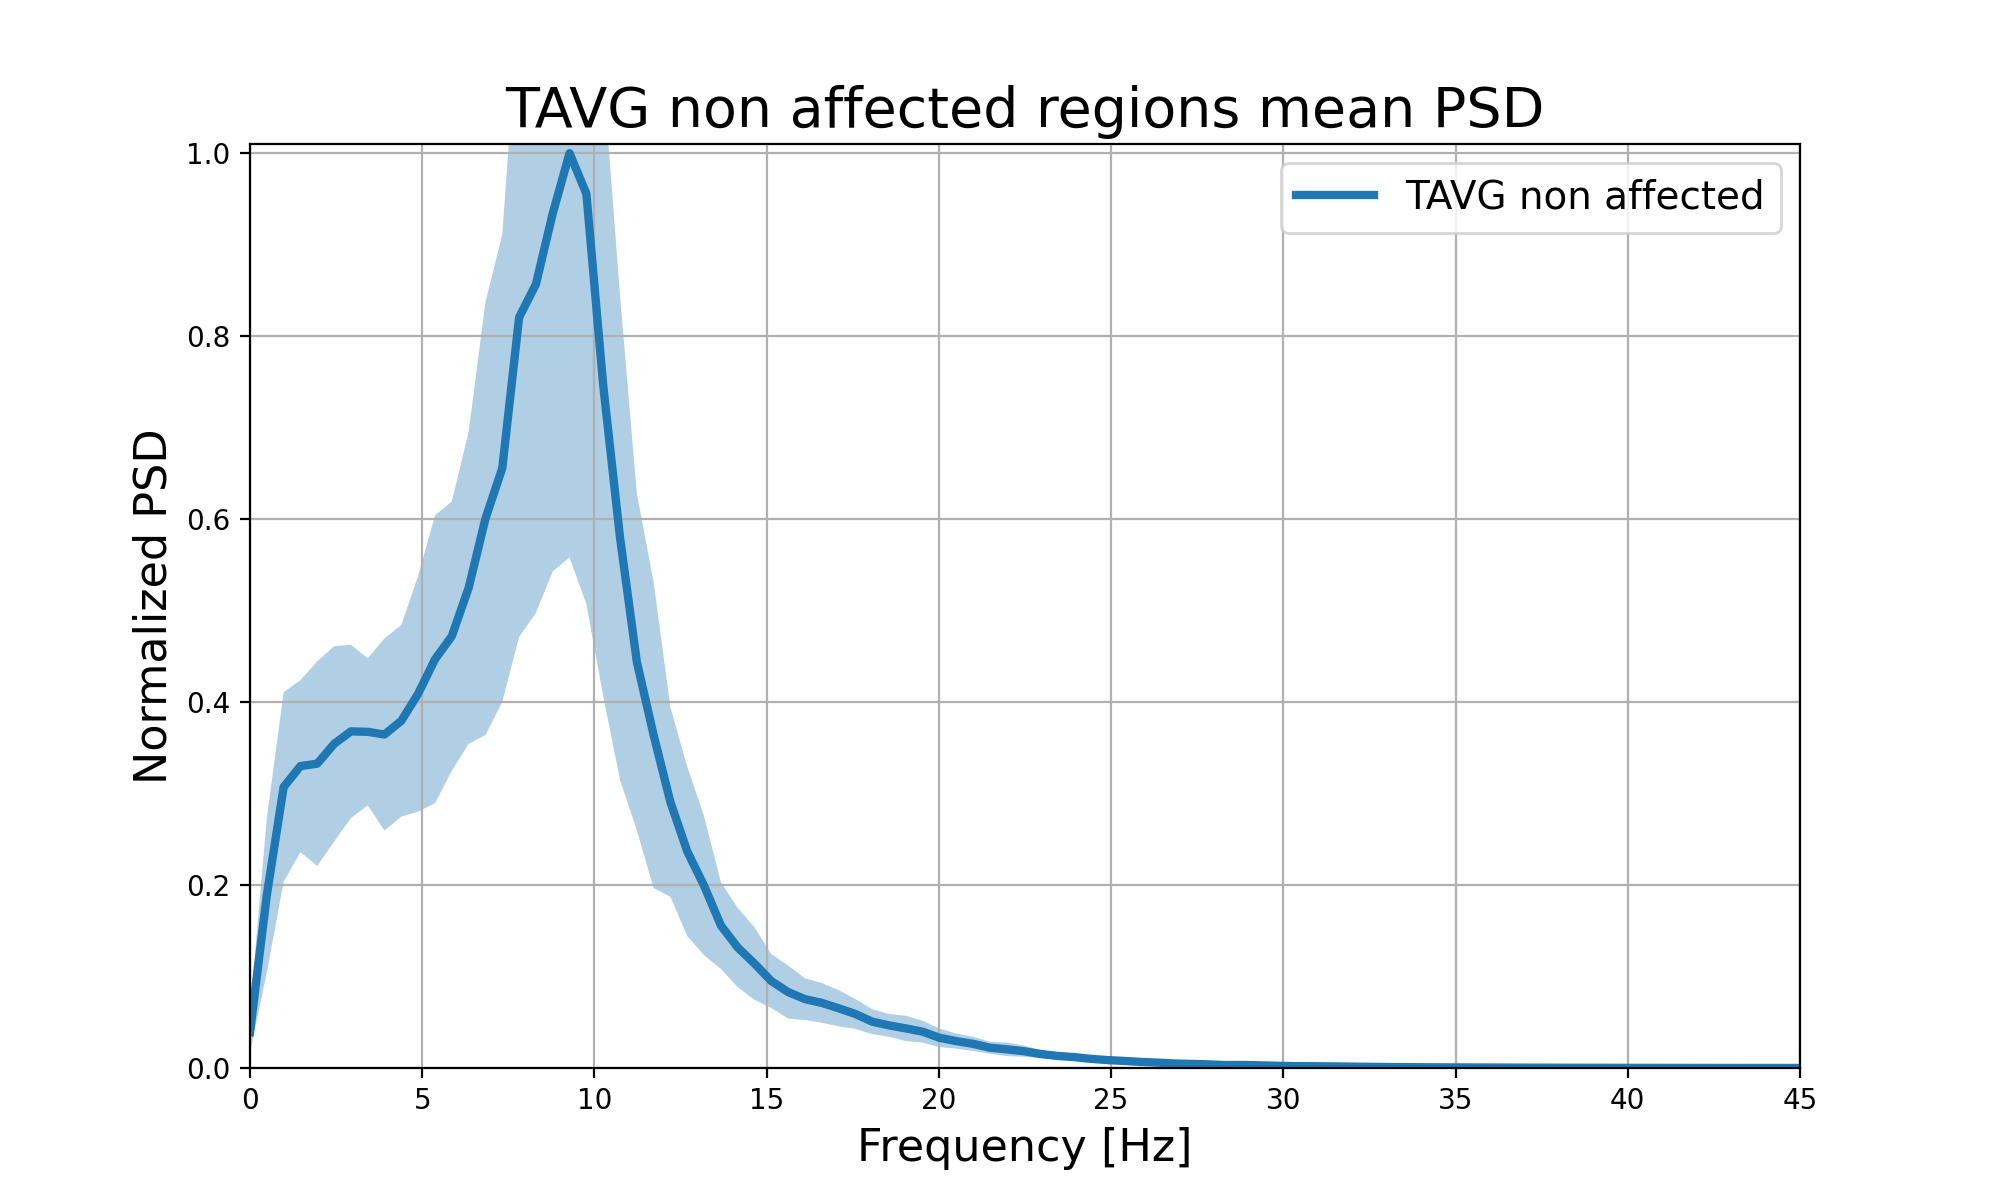 TAVG non affected regions mean PSD
TAVG non affected
Normalized PSD
1.0
0.8
0.6
0.4
0.2
0.0
0 5 10 15 20 25 30 35 40 45
Frequency [Hz]